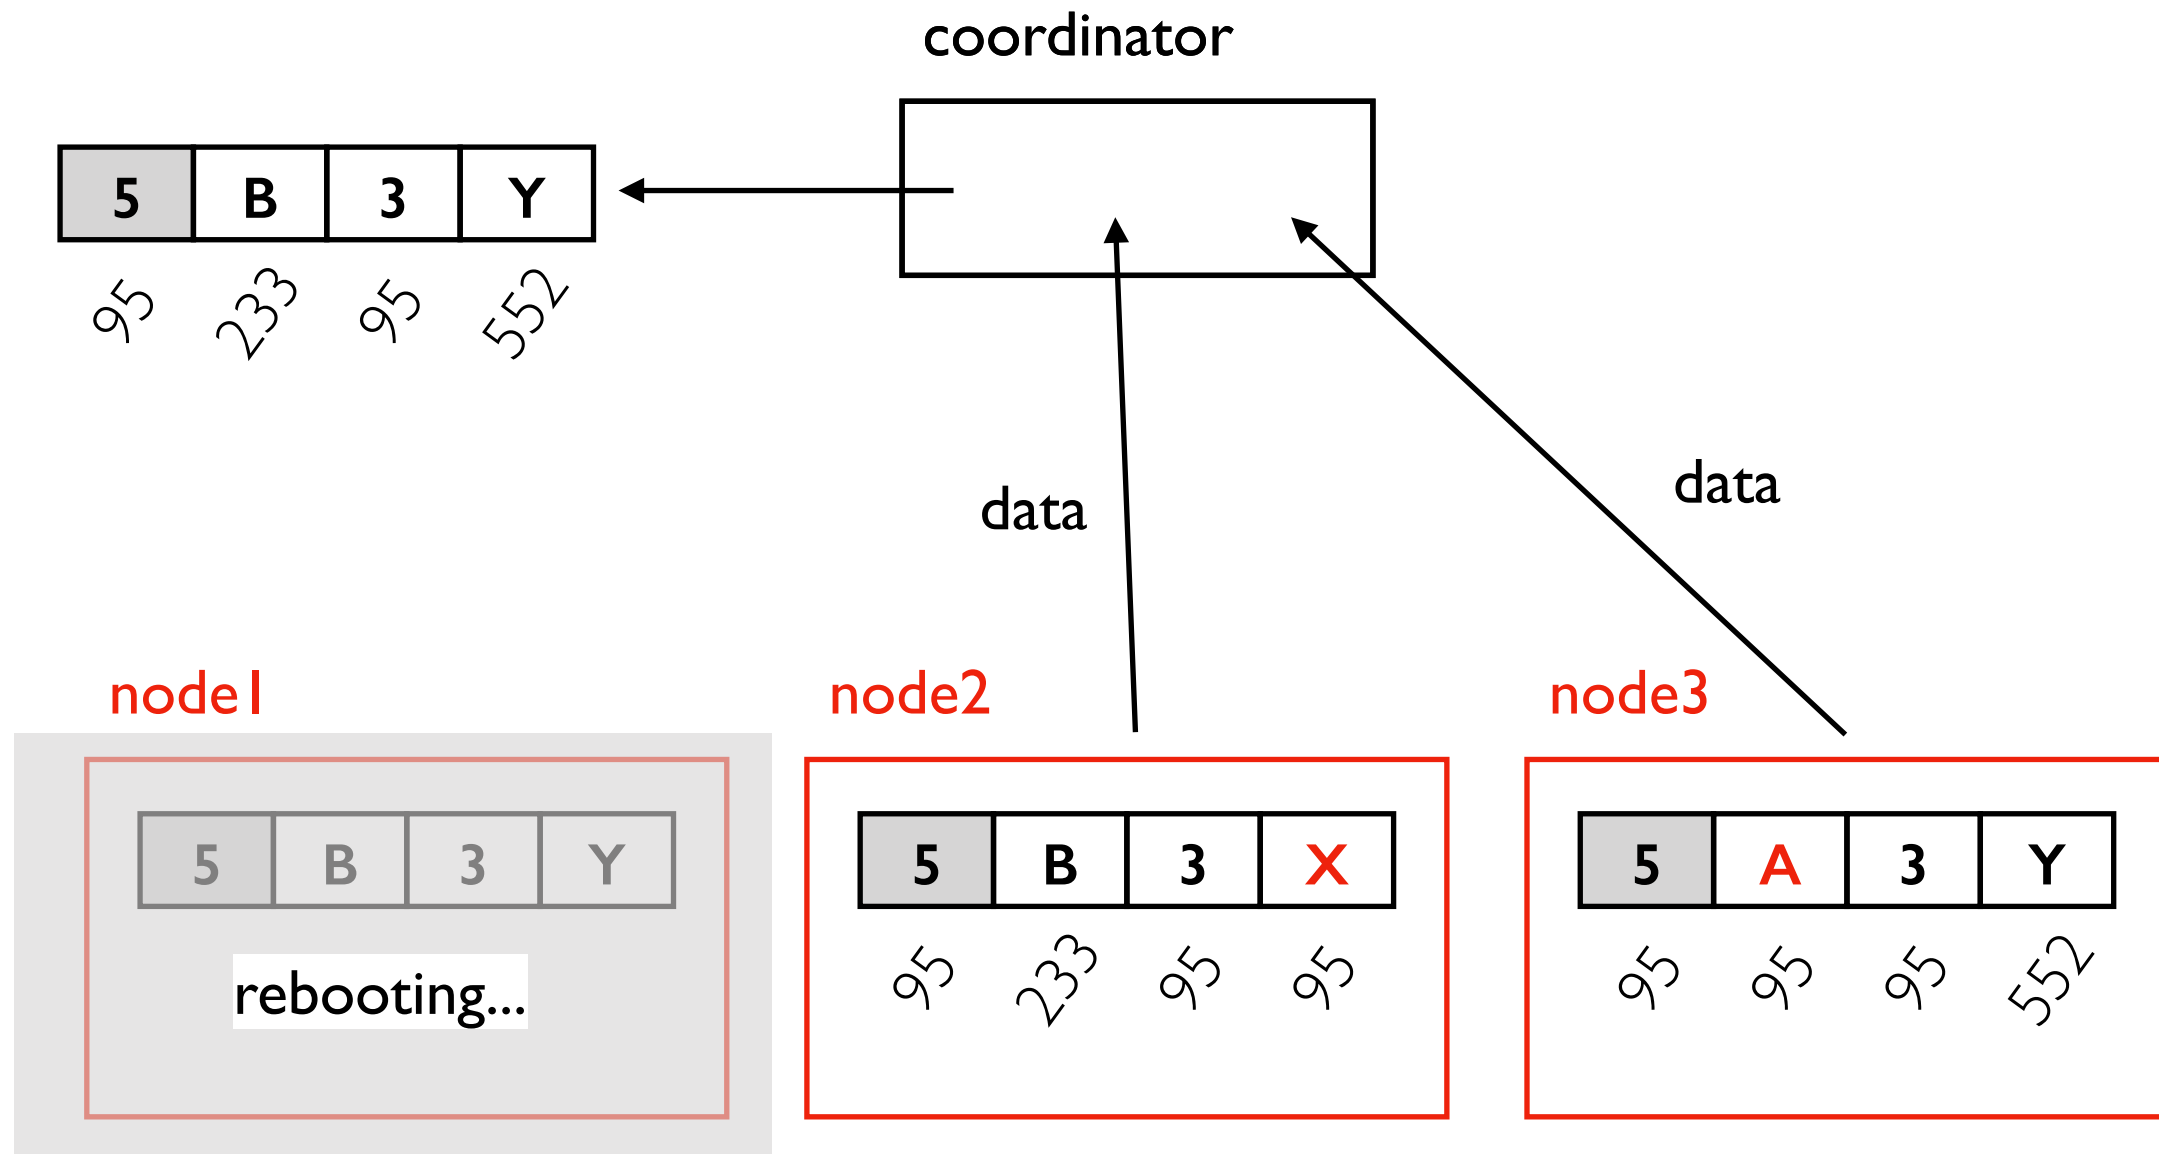 coordinator
5 B 3 Y
95 233 95 552
data
data
node1 node2 node3
5 B 3 Y 5 B 3 X 5 A 3 Y
rebooting... 95 233 95 95 95 95 95 552